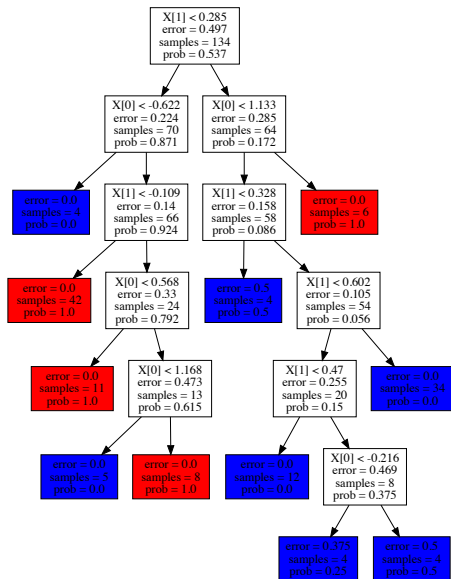 X[1] < 0.285
error = 0.497
samples = 134
prob = 0.537
X[0] < -0.622
error = 0.224
samples = 70
prob = 0.871
X[0] < 1.133
error = 0.285
samples = 64
prob = 0.172
error = 0.0
samples = 4
prob = 0.0
X[1] < -0.109
error = 0.14
samples = 66
prob = 0.924
X[1] < 0.328
error = 0.158
samples = 58
prob = 0.086
error = 0.0
samples = 6
prob = 1.0
error = 0.0
samples = 42
prob = 1.0
X[0] < 0.568
error = 0.33
samples = 24
prob = 0.792
error = 0.5
samples = 4
prob = 0.5
X[1] < 0.602
error = 0.105
samples = 54
prob = 0.056
error = 0.0
samples = 11
prob = 1.0
X[0] < 1.168
error = 0.473
samples = 13
prob = 0.615
X[1] < 0.47
error = 0.255
samples = 20
prob = 0.15
error = 0.0
samples = 34
prob = 0.0
error = 0.0
samples = 5
prob = 0.0
error = 0.0
samples = 8
prob = 1.0
error = 0.0
samples = 12
prob = 0.0
X[0] < -0.216
error = 0.469
samples = 8
prob = 0.375
error = 0.375
samples = 4
prob = 0.25
error = 0.5
samples = 4
prob = 0.5